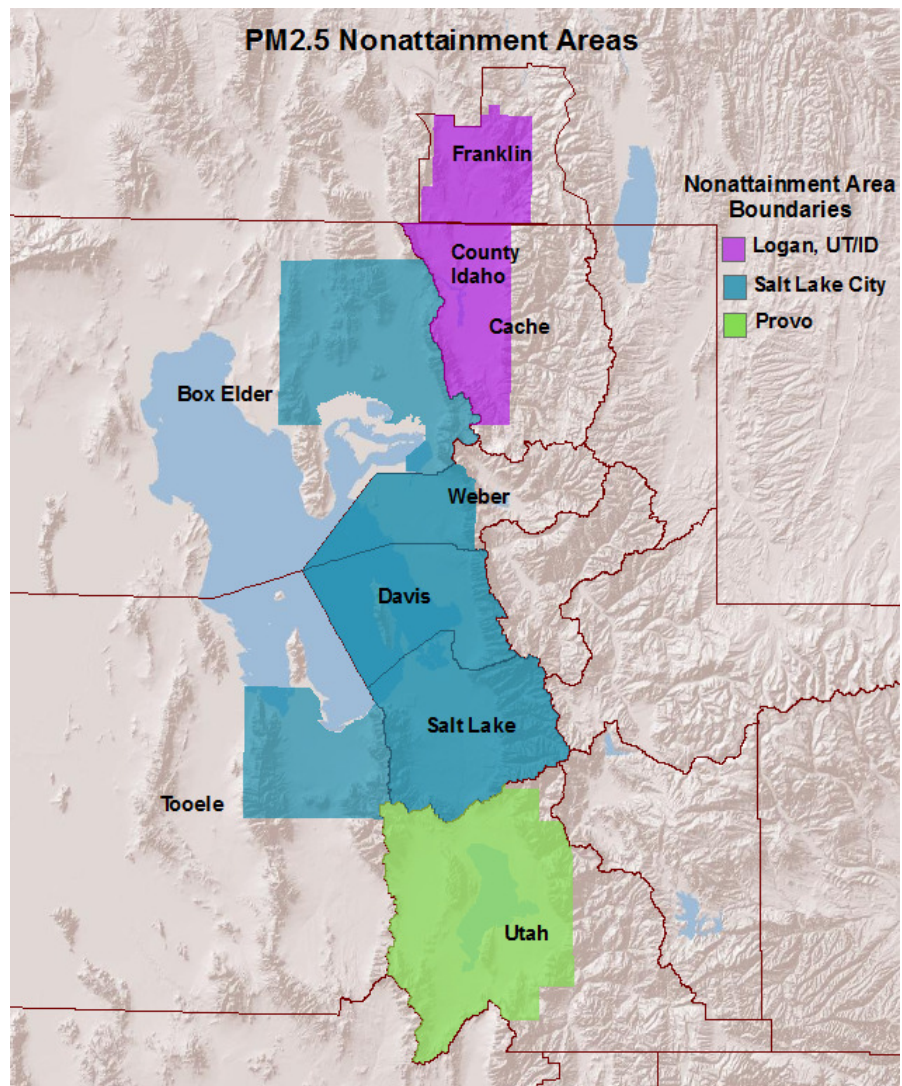 PM2.5 Nonattainment Areas
Franklin
Nonattainment Area
Boundaries
Logan, UT/ID
Salt Lake City
Provo
County
Idaho
Cache
Box Elder
Weber
Davis
Salt Lake
Tooele
Utah